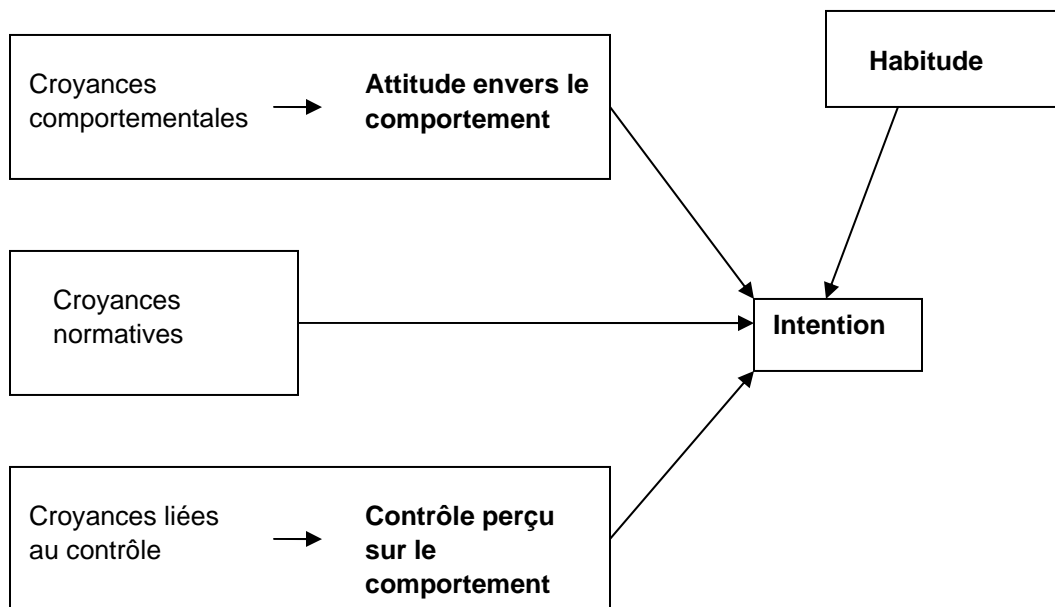 Croyances
comportementales
Attitude envers le
comportement
Habitude
Croyances
normatives
Intention
Croyances liées
au contrôle
Contrôle perçu
sur le
comportement